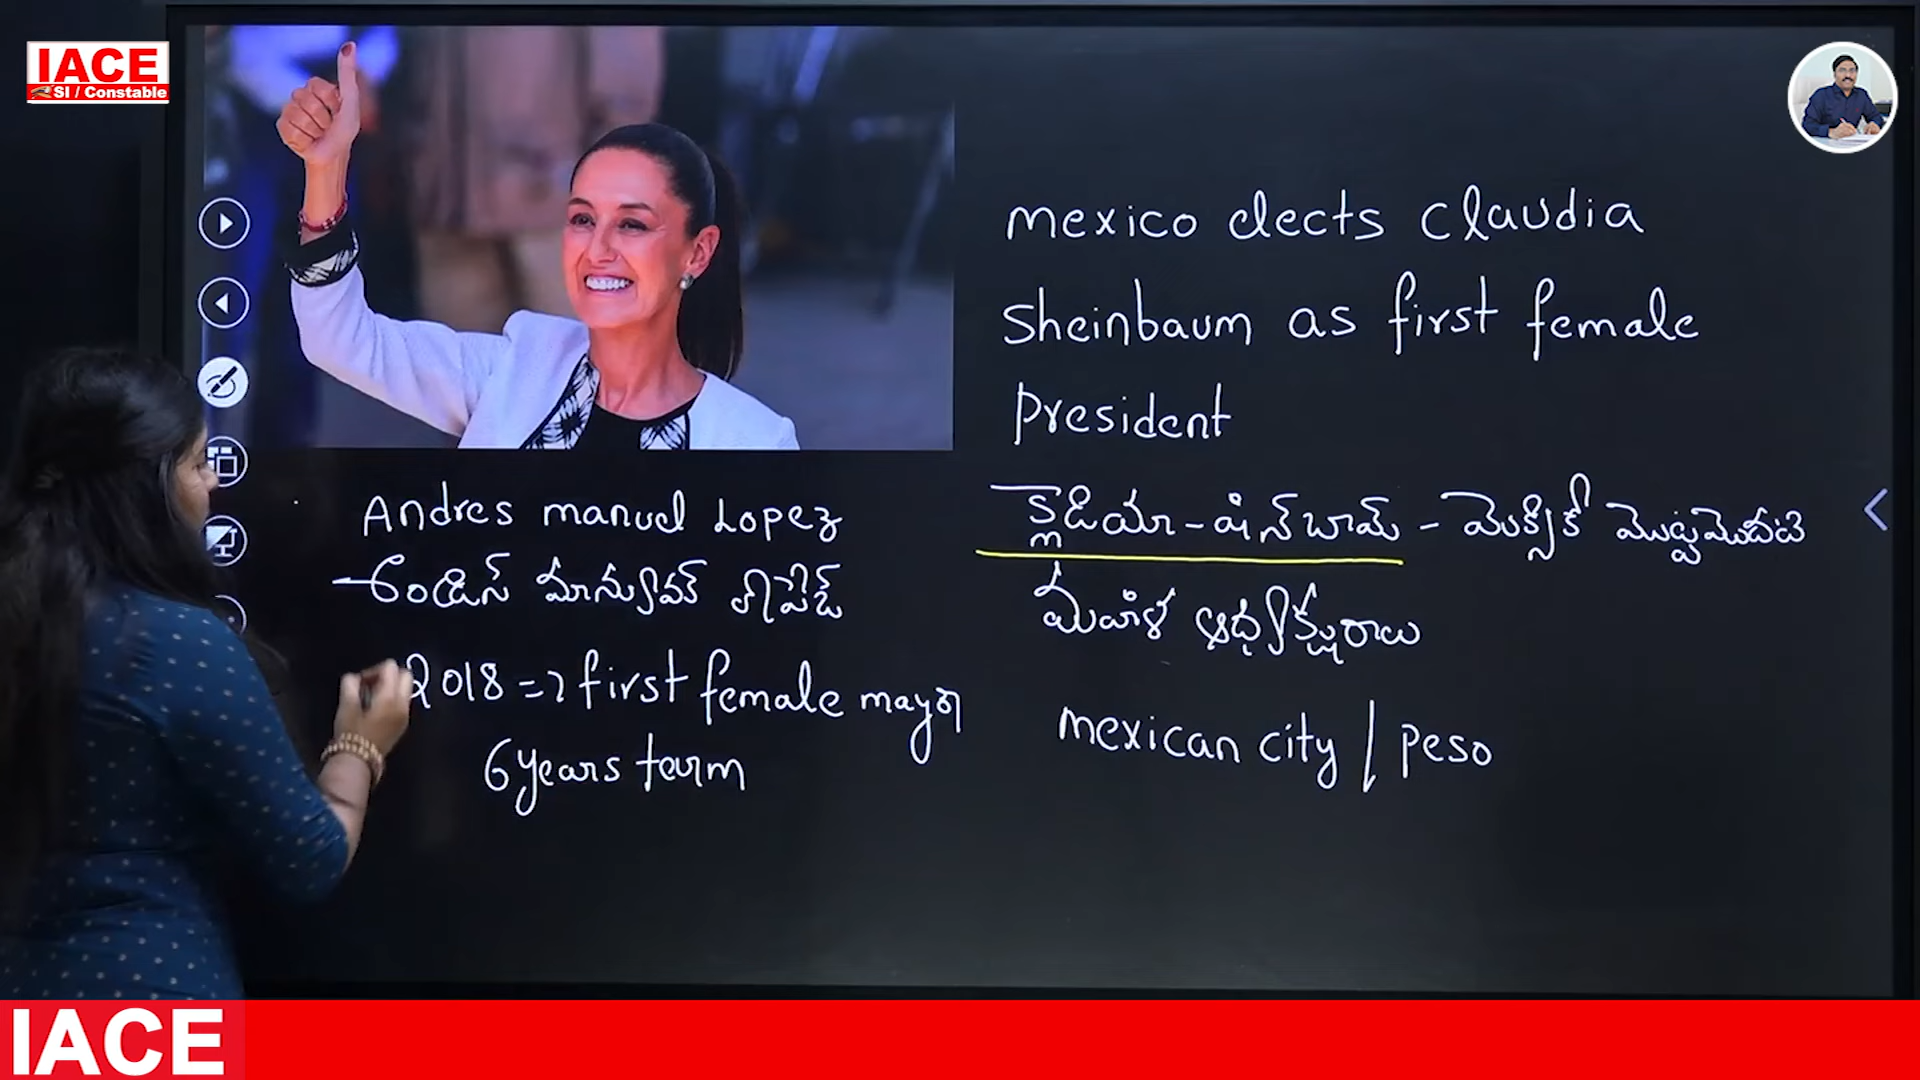 IACE
SI / Constable
mexico elects claudia
sheinbaum as first female
president
క్లాడియా - షిన్ బామ్ - మెక్సికో మొట్టమొదటి
మహిళ అధ్యక్షురాలు
mexican city / peso
Andres manuel Lopez
అండ్రిస్ మాన్యువల్ లోపేజ్
2018 => first female mayor
6 years term
IACE